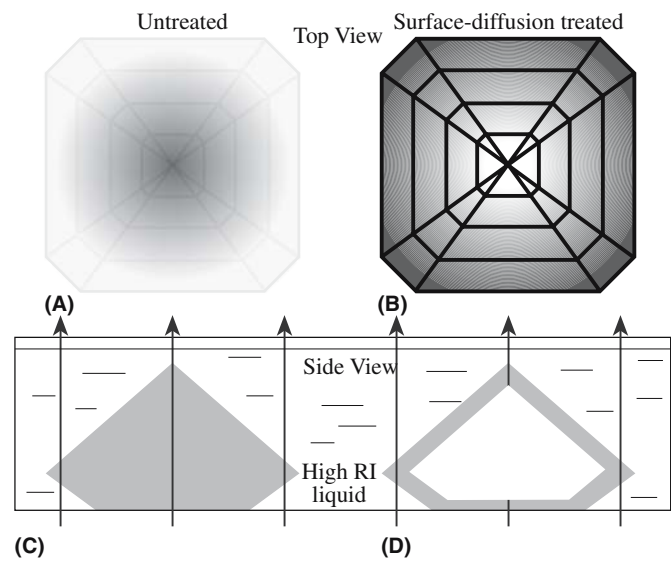 Untreated
Surface-diffusion treated
Top View
(A)
(B)
Side View
High RI
liquid
(C)
(D)